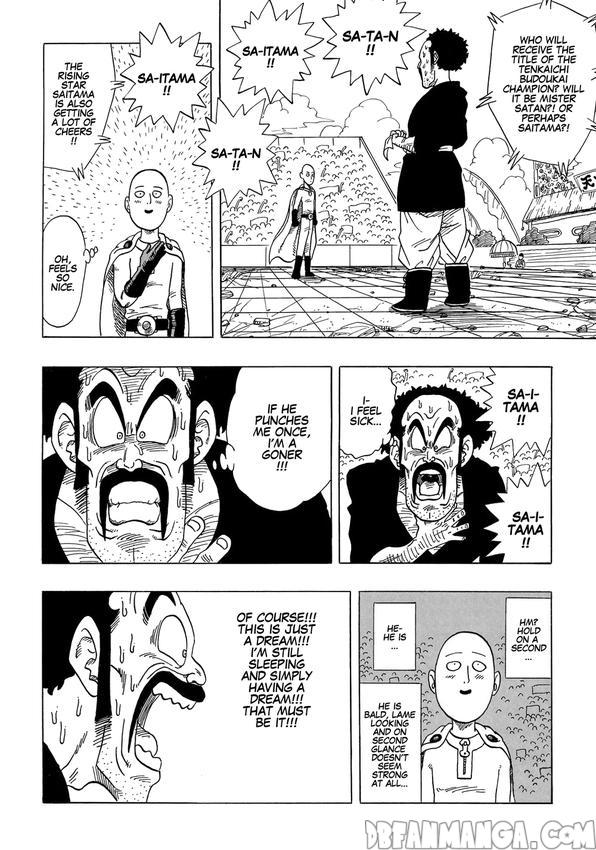 WHO WILL
RECEIVE THE
TITLE OF THE
TENKAICHI
BUDOUKAI
CHAMPION? WILL
IT BE MISTER
SATAN?! OR
PERHAPS
SAITAMA?!
SA-TA-N
!!
SA-ITAMA
!!
SA-TA-N
!!
天
SA-ITAMA
!!
THE
RISING
STAR
SAITAMA
IS ALSO
GETTING
A LOT OF
CHEERS
!!
OH,
FEELS
SO
NICE.
SA-I-
TAMA
!!
I-
I FEEL
SICK...
SA-I-
TAMA
!!
IF HE
PUNCHES
ME ONCE,
I'M A
GONER
!!!
HM?
HOLD
ON A
SECOND
...
HE-
HE IS
...
HE IS
BALD, LAME
LOOKING
AND ON
SECOND
GLANCE
DOESN'T
SEEM
STRONG
AT ALL...
OF COURSE!!!
THIS IS JUST
A DREAM!!!
I'M STILL
SLEEPING
AND SIMPLY
HAVING A
DREAM!!!
THAT MUST
BE IT!!!
DBFANMANGA.COM